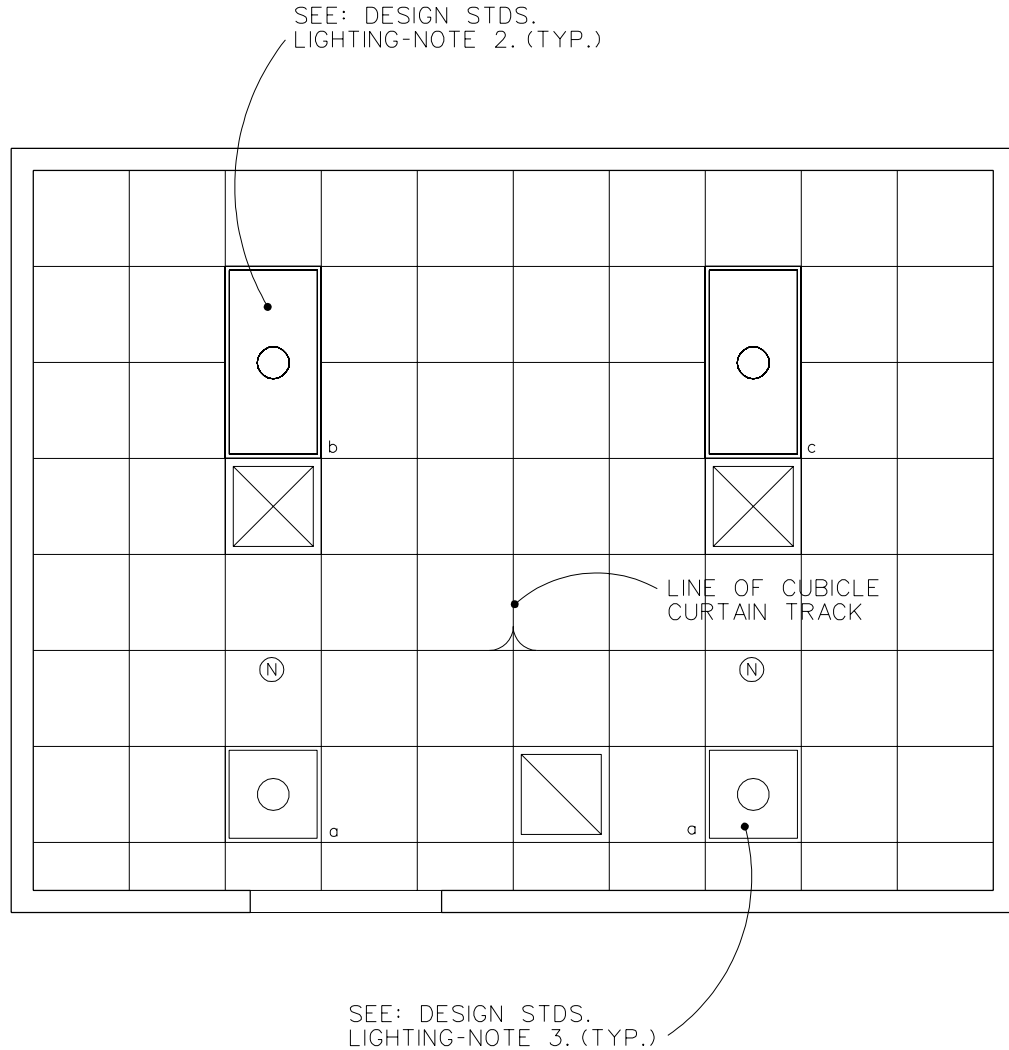 SEE: DESIGN STDS.
LIGHTING-NOTE 2. (TYP.)
b
c
LINE OF CUBICLE
CURTAIN TRACK
N
N
a
a
SEE: DESIGN STDS.
LIGHTING-NOTE 3. (TYP.)